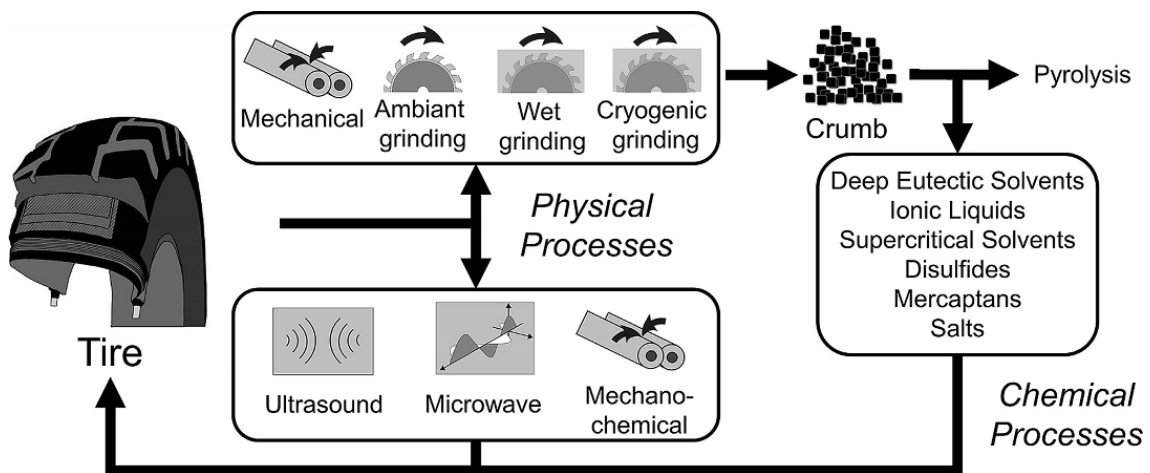 Mechanical
Ambiant
grinding
Wet
grinding
Cryogenic
grinding
Crumb
Pyrolysis
Tire
Physical
Processes
Deep Eutectic Solvents
Ionic Liquids
Supercritical Solvents
Disulfides
Mercaptans
Salts
Ultrasound
Microwave
Mechano-
chemical
Chemical
Processes